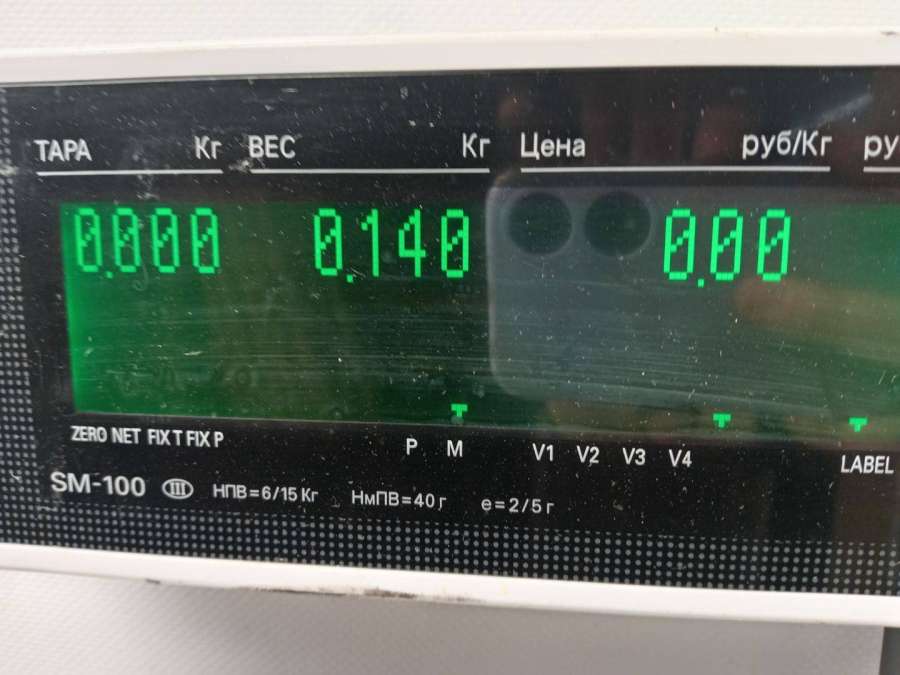 ТАРА Кг ВЕС Кг Цена руб/Кг ру
0.000 0.140 0.00
ZERO NET FIX T FIX P P M V1 V2 V3 V4 LABEL
SM-100 III НПВ=6/15 Кг НмПВ=40 г e=2/5 г